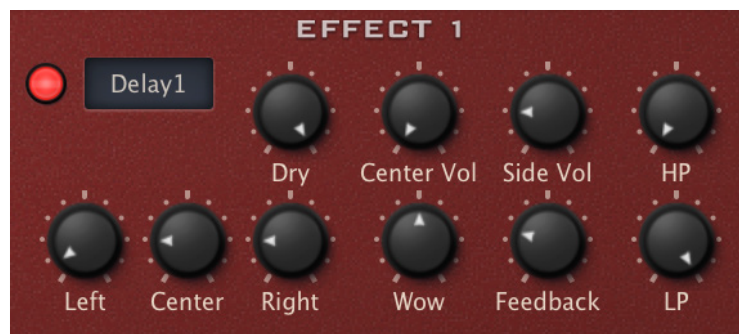 EFFECT 1
Delay1
Dry Center Vol Side Vol HP
Left Center Right Wow Feedback LP